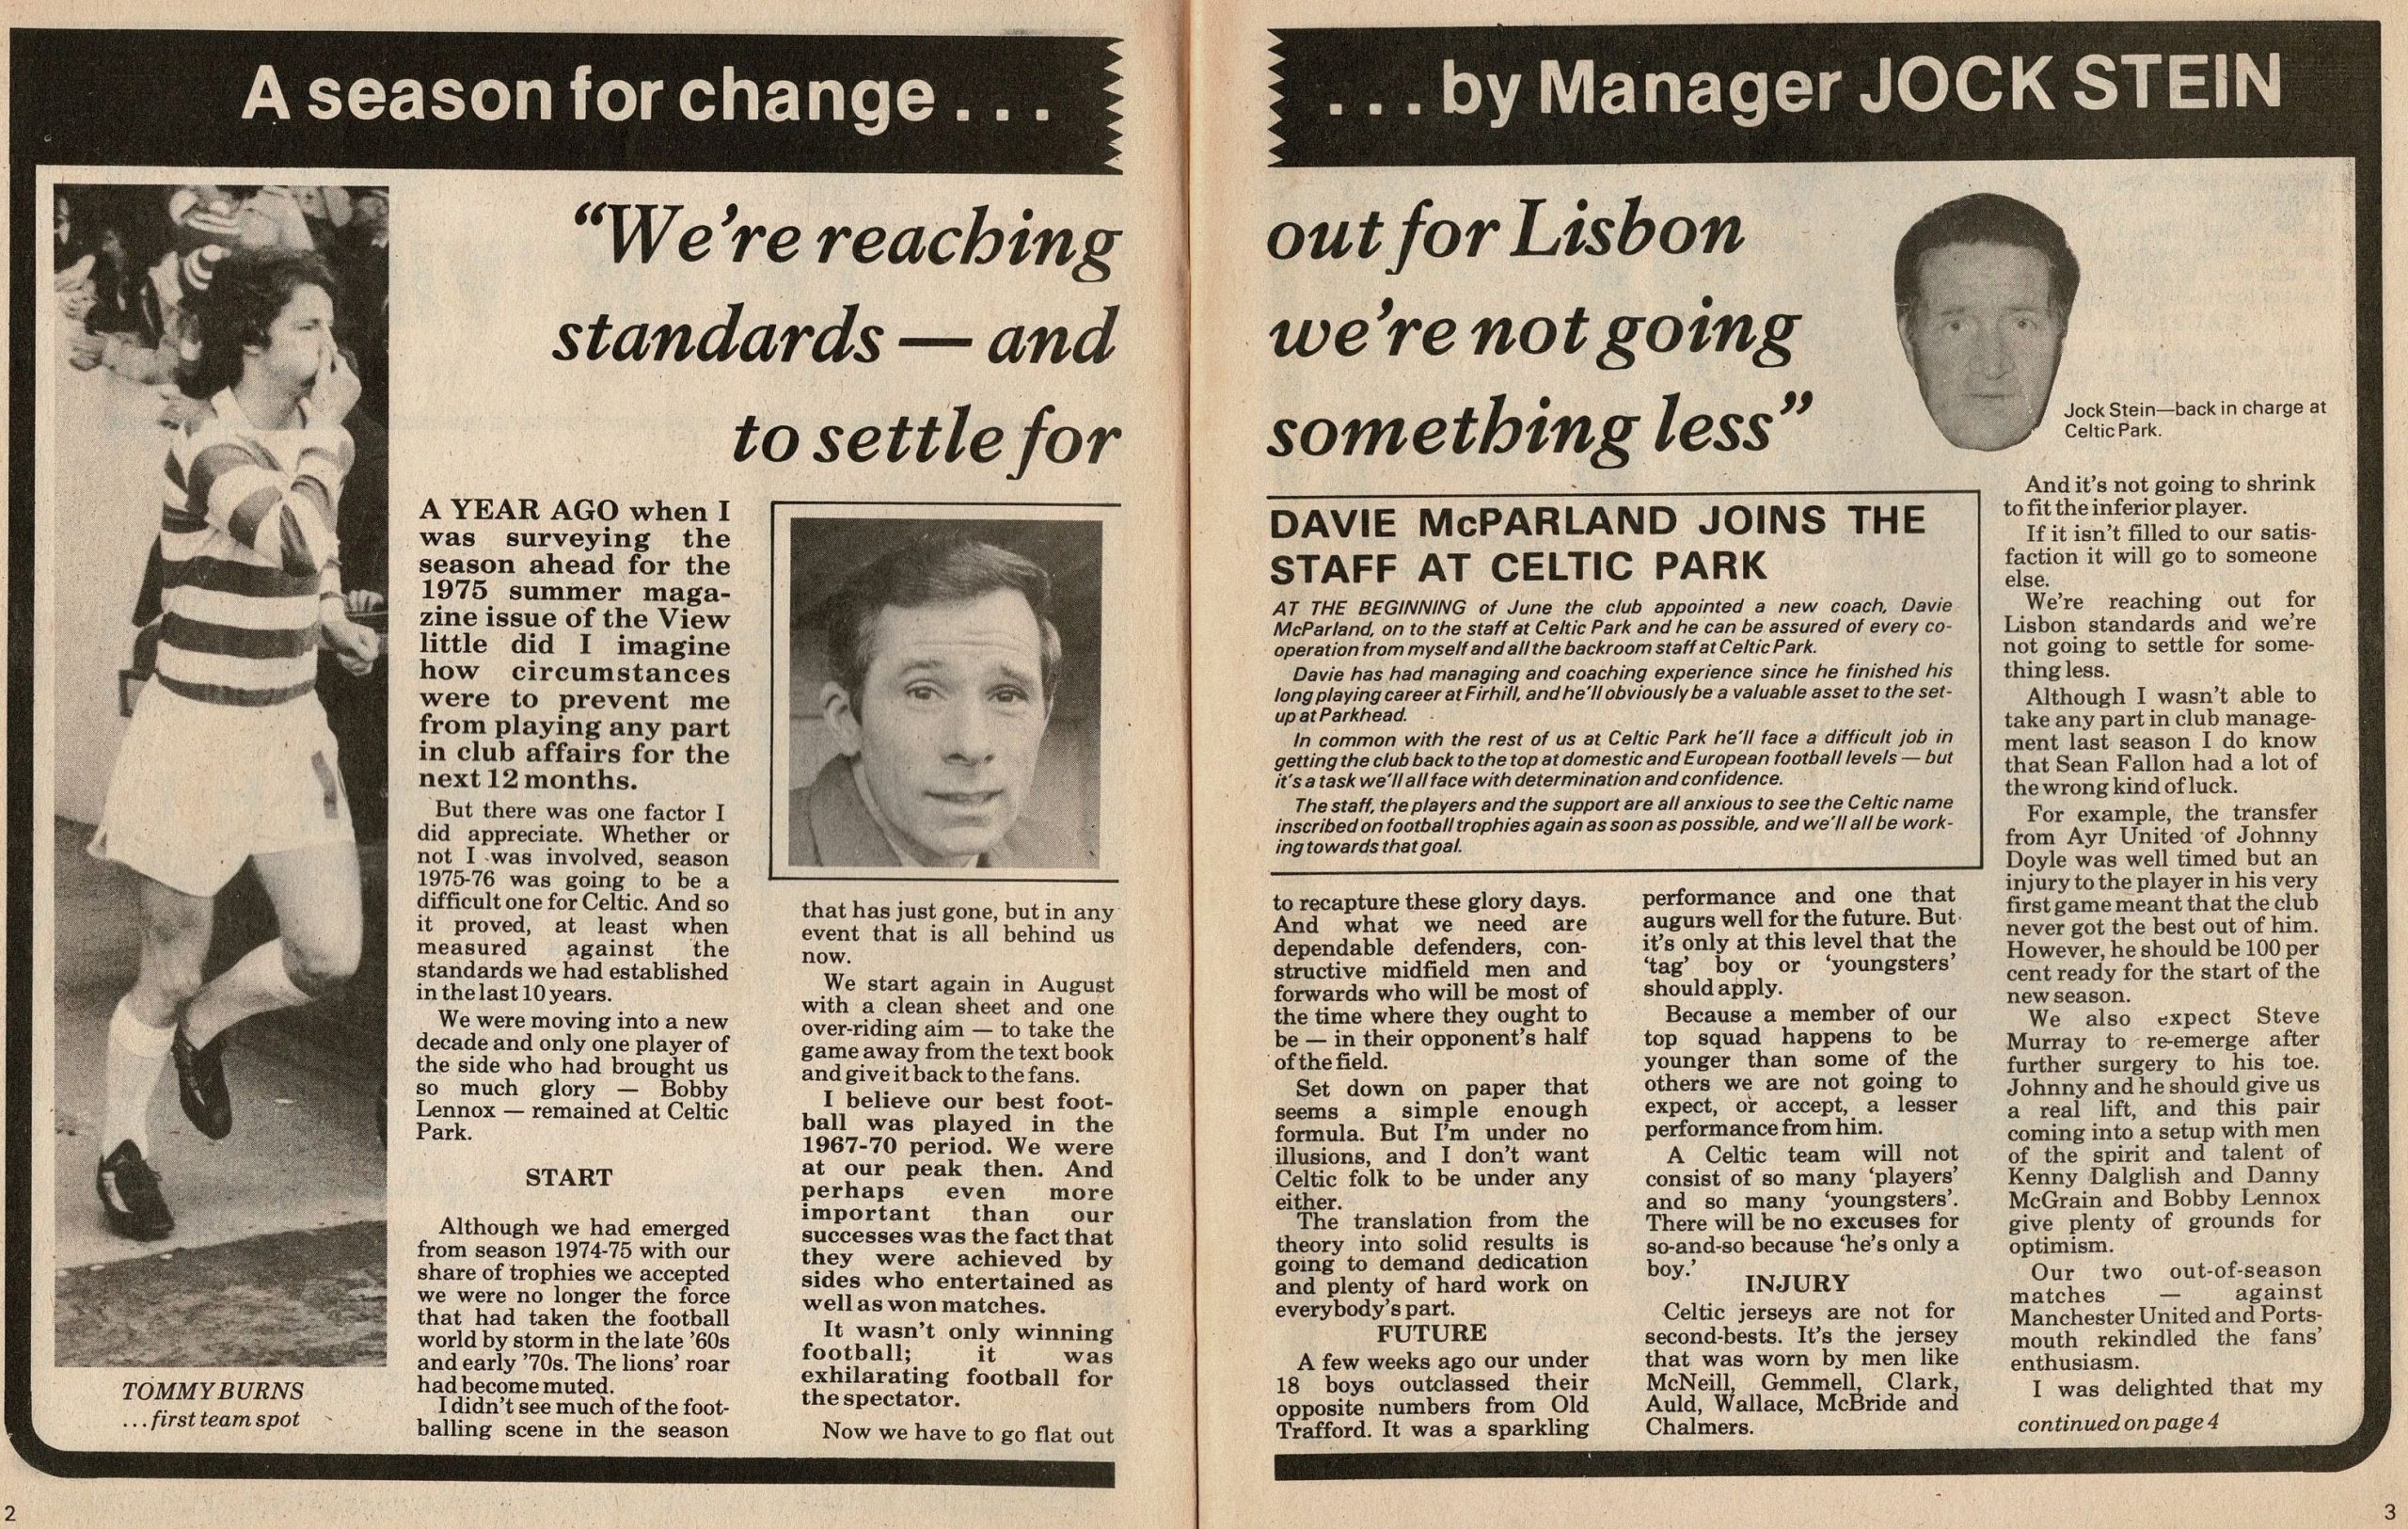 A season for change . . .
. . . by Manager JOCK STEIN
“We’re reaching
out for Lisbon
standards — and
we’re not going
to settle for
something less”
Jock Stein—back in charge at
Celtic Park.
TOMMY BURNS
. . . first team spot
A YEAR AGO when I
was surveying the
season ahead for the
1975 summer maga-
zine issue of the View
little did I imagine
how circumstances
were to prevent me
from playing any part
in club affairs for the
next 12 months.
But there was one factor I
did appreciate. Whether or
not I was involved, season
1975-76 was going to be a
difficult one for Celtic. And so
it proved, at least when
measured against the
standards we had established
in the last 10 years.
We were moving into a new
decade and only one player of
the side who had brought us
so much glory — Bobby
Lennox — remained at Celtic
Park.
START
Although we had emerged
from season 1974-75 with our
share of trophies we accepted
we were no longer the force
that had taken the football
world by storm in the late ’60s
and early ’70s. The lions’ roar
had become muted.
I didn’t see much of the foot-
balling scene in the season
that has just gone, but in any
event that is all behind us
now.
We start again in August
with a clean sheet and one
over-riding aim — to take the
game away from the text book
and give it back to the fans.
I believe our best foot-
ball was played in the
1967-70 period. We were
at our peak then. And
perhaps even more
important than our
successes was the fact that
they were achieved by
sides who entertained as
well as won matches.
It wasn’t only winning
football; it was
exhilarating football for
the spectator.
Now we have to go flat out
DAVIE McPARLAND JOINS THE
STAFF AT CELTIC PARK
AT THE BEGINNING of June the club appointed a new coach, Davie
McParland, on to the staff at Celtic Park and he can be assured of every co-
operation from myself and all the backroom staff at Celtic Park.
Davie has had managing and coaching experience since he finished his
long playing career at Firhill, and he’ll obviously be a valuable asset to the set-
up at Parkhead.
In common with the rest of us at Celtic Park he’ll face a difficult job in
getting the club back to the top at domestic and European football levels — but
it’s a task we’ll all face with determination and confidence.
The staff, the players and the support are all anxious to see the Celtic name
inscribed on football trophies again as soon as possible, and we’ll all be work-
ing towards that goal.
to recapture these glory days.
And what we need are
dependable defenders, con-
structive midfield men and
forwards who will be most of
the time where they ought to
be — in their opponent’s half
of the field.
Set down on paper that
seems a simple enough
formula. But I’m under no
illusions, and I don’t want
Celtic folk to be under any
either.
The translation from the
theory into solid results is
going to demand dedication
and plenty of hard work on
everybody’s part.
FUTURE
A few weeks ago our under
18 boys outclassed their
opposite numbers from Old
Trafford. It was a sparkling
performance and one that
augurs well for the future. But
it’s only at this level that the
‘tag’ boy or ‘youngsters’
should apply.
Because a member of our
top squad happens to be
younger than some of the
others we are not going to
expect, or accept, a lesser
performance from him.
A Celtic team will not
consist of so many ‘players’
and so many ‘youngsters’.
There will be no excuses for
so-and-so because ‘he’s only a
boy.’
INJURY
Celtic jerseys are not for
second-bests. It’s the jersey
that was worn by men like
McNeill, Gemmell, Clark,
Auld, Wallace, McBride and
Chalmers.
And it’s not going to shrink
to fit the inferior player.
If it isn’t filled to our satis-
faction it will go to someone
else.
We’re reaching out for
Lisbon standards and we’re
not going to settle for some-
thing less.
Although I wasn’t able to
take any part in club manage-
ment last season I do know
that Sean Fallon had a lot of
the wrong kind of luck.
For example, the transfer
from Ayr United of Johnny
Doyle was well timed but an
injury to the player in his very
first game meant that the club
never got the best out of him.
However, he should be 100 per
cent ready for the start of the
new season.
We also expect Steve
Murray to re-emerge after
further surgery to his toe.
Johnny and he should give us
a real lift, and this pair
coming into a setup with men
of the spirit and talent of
Kenny Dalglish and Danny
McGrain and Bobby Lennox
give plenty of grounds for
optimism.
Our two out-of-season
matches — against
Manchester United and Ports-
mouth rekindled the fans’
enthusiasm.
I was delighted that my
continued on page 4
2
3